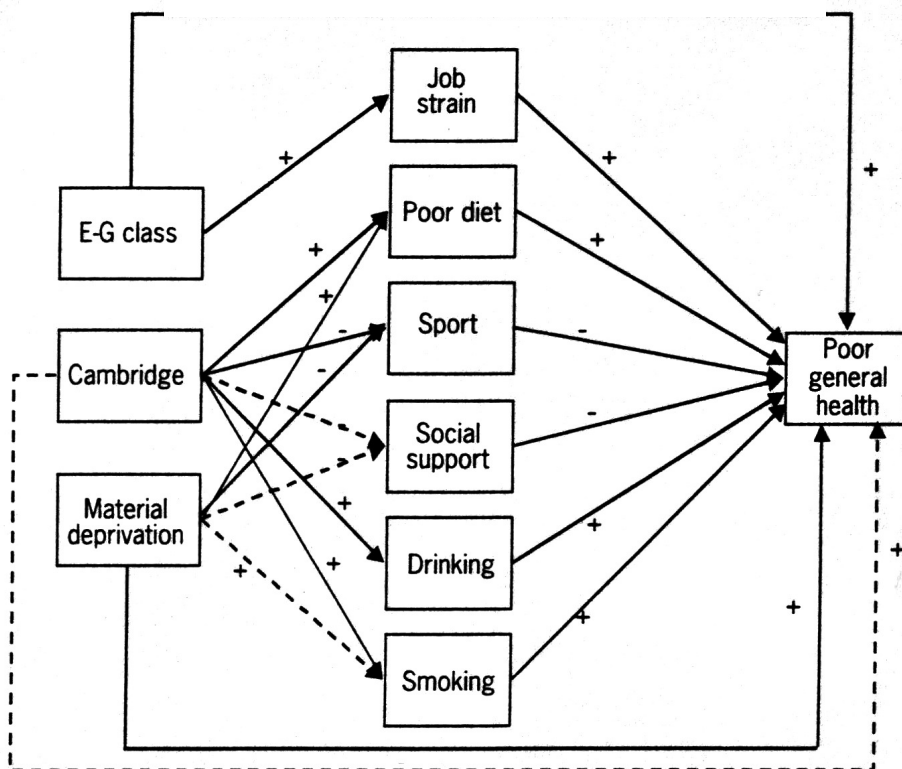 Job
strain
+
+
+
Poor diet
E-G class
+
+
+
Sport
-
-
-
Poor
general
health
Cambridge
Social
support
-
-
Material
deprivation
+
Drinking
+
+
+
+
+
+
Smoking